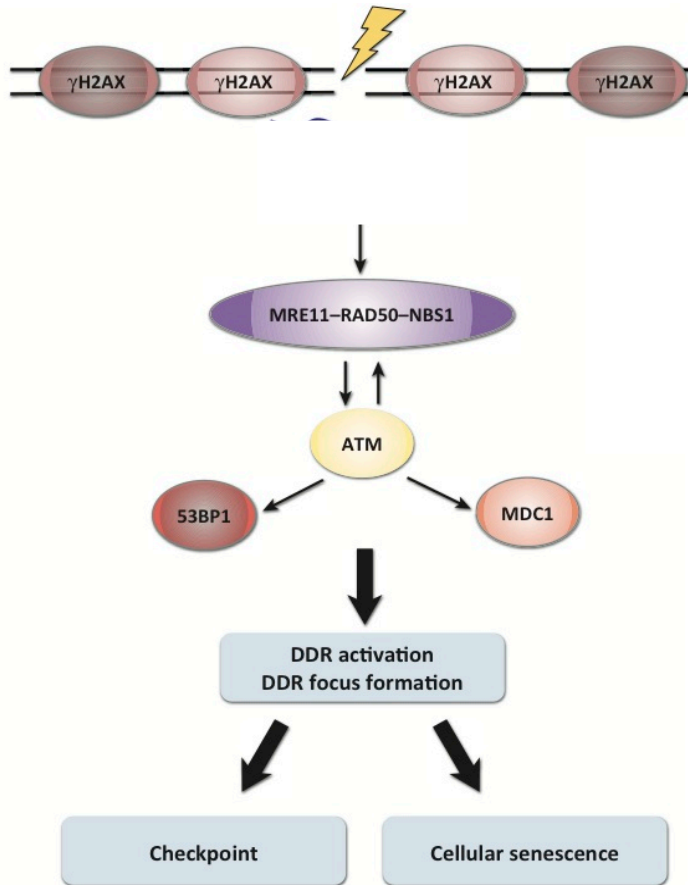 γH2AX γH2AX γH2AX γH2AX
MRE11–RAD50–NBS1
ATM
53BP1 MDC1
DDR activation
DDR focus formation
Checkpoint Cellular senescence